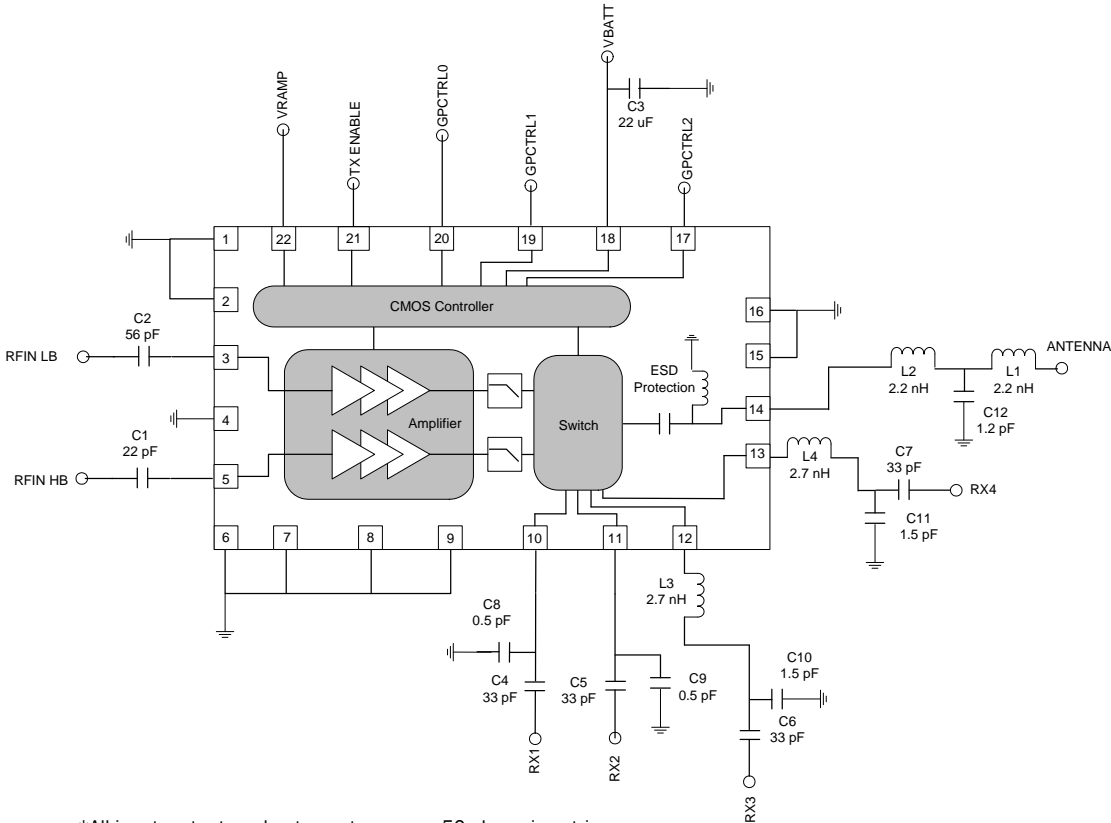 VBATT
C3
22 uF
VRAMP
TX ENABLE
GPCTRL0
GPCTRL1
GPCTRL2
1
22
21
20
19
18
17
2
CMOS Controller
16
C2
56 pF
RFIN LB
3
15
ANTENNA
ESD
Protection
L2
2.2 nH
L1
2.2 nH
4
Amplifier
Switch
14
C12
1.2 pF
C1
22 pF
RFIN HB
5
13
L4
2.7 nH
C7
33 pF
RX4
C11
1.5 pF
6
7
8
9
10
11
12
L3
2.7 nH
C8
0.5 pF
C4
33 pF
C5
33 pF
C9
0.5 pF
C10
1.5 pF
C6
33 pF
RX1
RX2
RX3